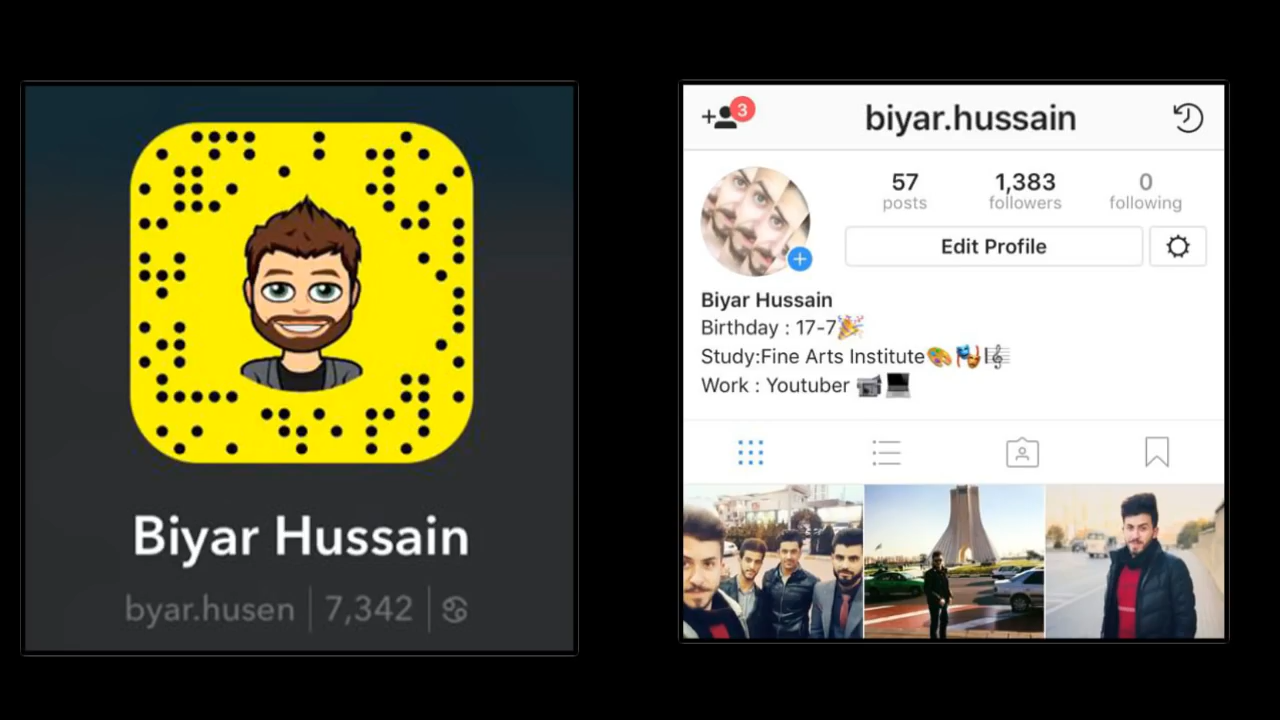 Biyar Hussain
byar.husen | 7,342 | ♋
3
biyar.hussain
57 1,383 0
posts followers following
Edit Profile
Biyar Hussain
Birthday : 17-7🎉
Study:Fine Arts Institute🎨🎭🎼
Work : Youtuber 📹💻